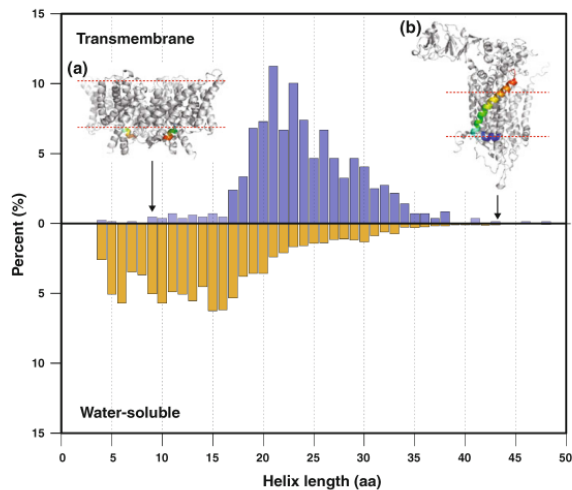 Transmembrane
(a)
(b)
15
10
5
0
5
10
15
Percent (%)
Water-soluble
0 5 10 15 20 25 30 35 40 45 50
Helix length (aa)